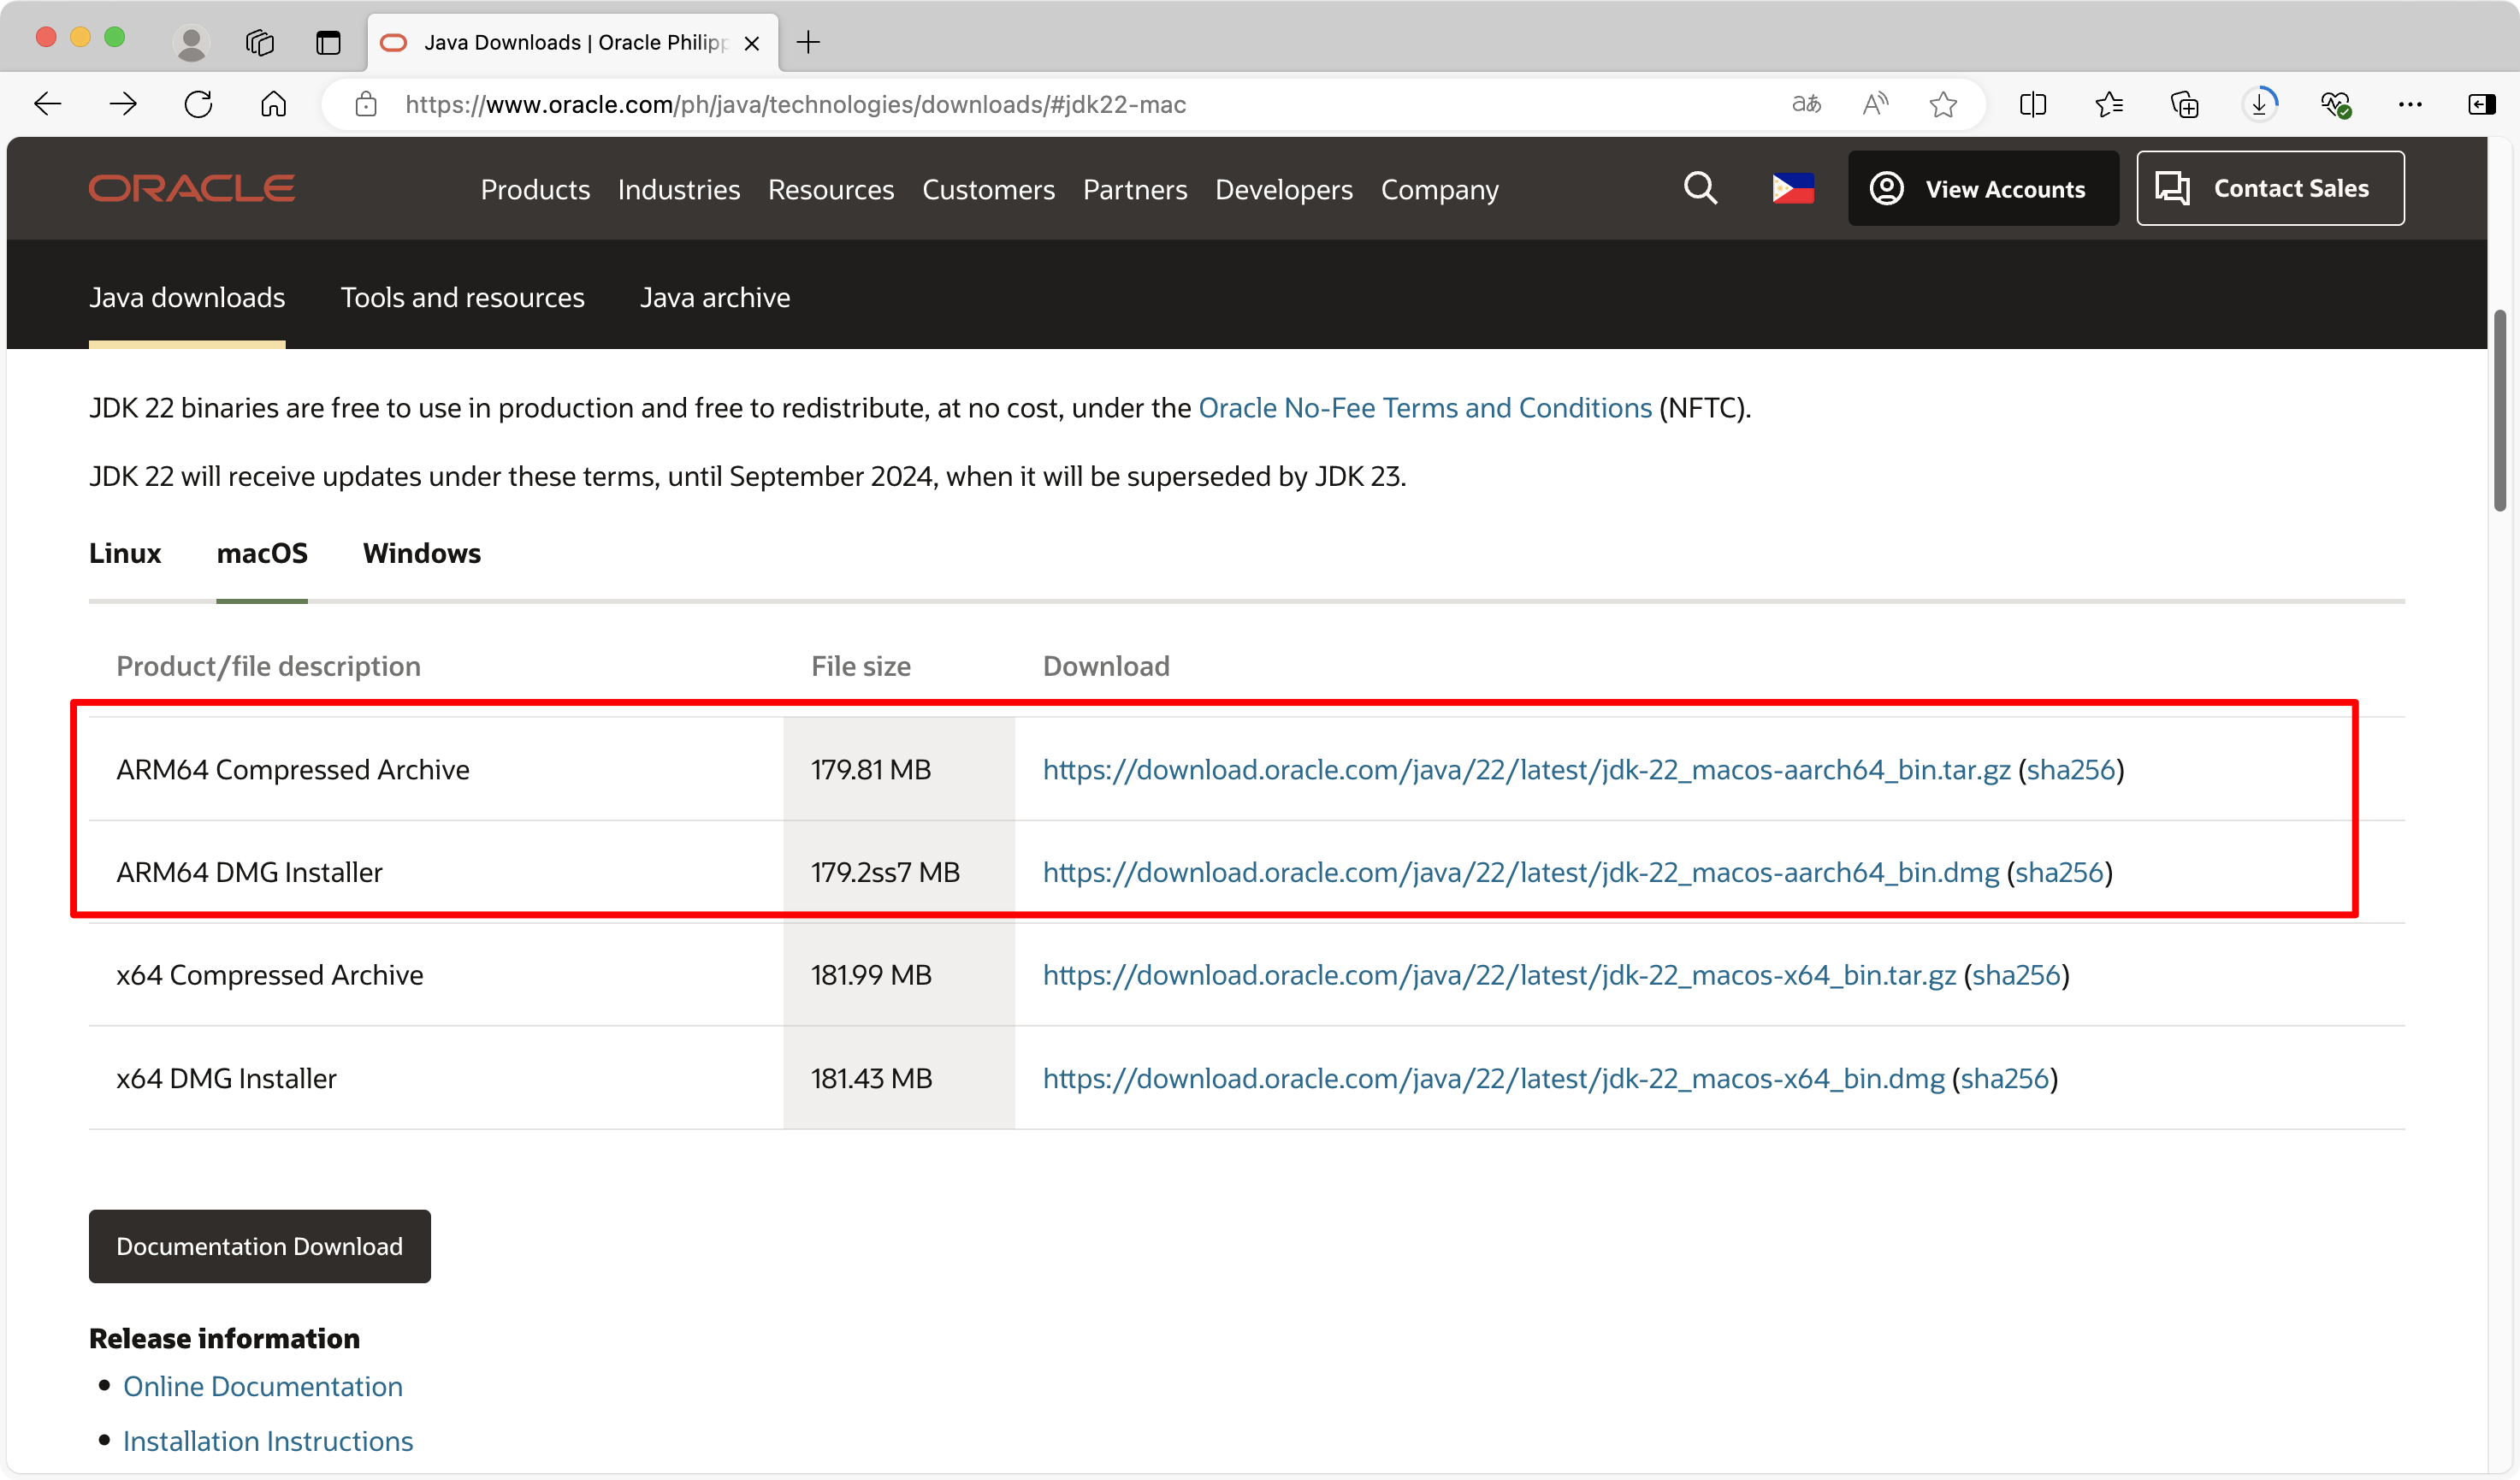 Java Downloads | Oracle Philipp
https://www.oracle.com/ph/java/technologies/downloads/#jdk22-mac
ORACLE Products Industries Resources Customers Partners Developers Company View Accounts Contact Sales
Java downloads Tools and resources Java archive
JDK 22 binaries are free to use in production and free to redistribute, at no cost, under the Oracle No-Fee Terms and Conditions (NFTC).
JDK 22 will receive updates under these terms, until September 2024, when it will be superseded by JDK 23.
Linux macOS Windows
Product/file description File size Download
ARM64 Compressed Archive 179.81 MB https://download.oracle.com/java/22/latest/jdk-22_macos-aarch64_bin.tar.gz (sha256)
ARM64 DMG Installer 179.2ss7 MB https://download.oracle.com/java/22/latest/jdk-22_macos-aarch64_bin.dmg (sha256)
x64 Compressed Archive 181.99 MB https://download.oracle.com/java/22/latest/jdk-22_macos-x64_bin.tar.gz (sha256)
x64 DMG Installer 181.43 MB https://download.oracle.com/java/22/latest/jdk-22_macos-x64_bin.dmg (sha256)
Documentation Download
Release information
• Online Documentation
• Installation Instructions